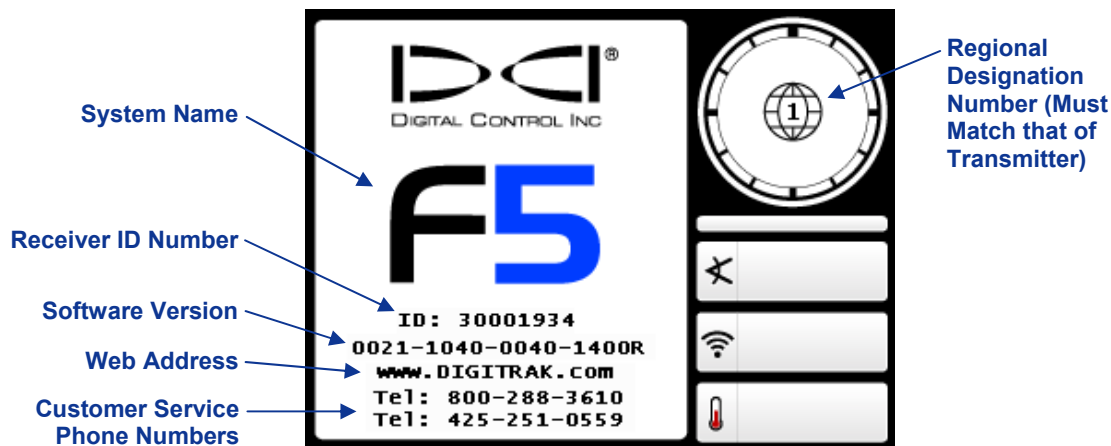 System Name
Receiver ID Number
Software Version
Web Address
Customer Service
Phone Numbers
DCI®
DIGITAL CONTROL INC
F5
ID: 30001934
0021-1040-0040-1400R
www.DIGITRAK.com
Tel: 800-288-3610
Tel: 425-251-0559
1
Regional
Designation
Number (Must
Match that of
Transmitter)